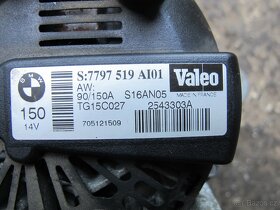 S:7797 519 AI01
AW:
90/150A S16AN05
TG15C027 2543303A
705121509
150
14V
Valeo
MADE IN FRANCE